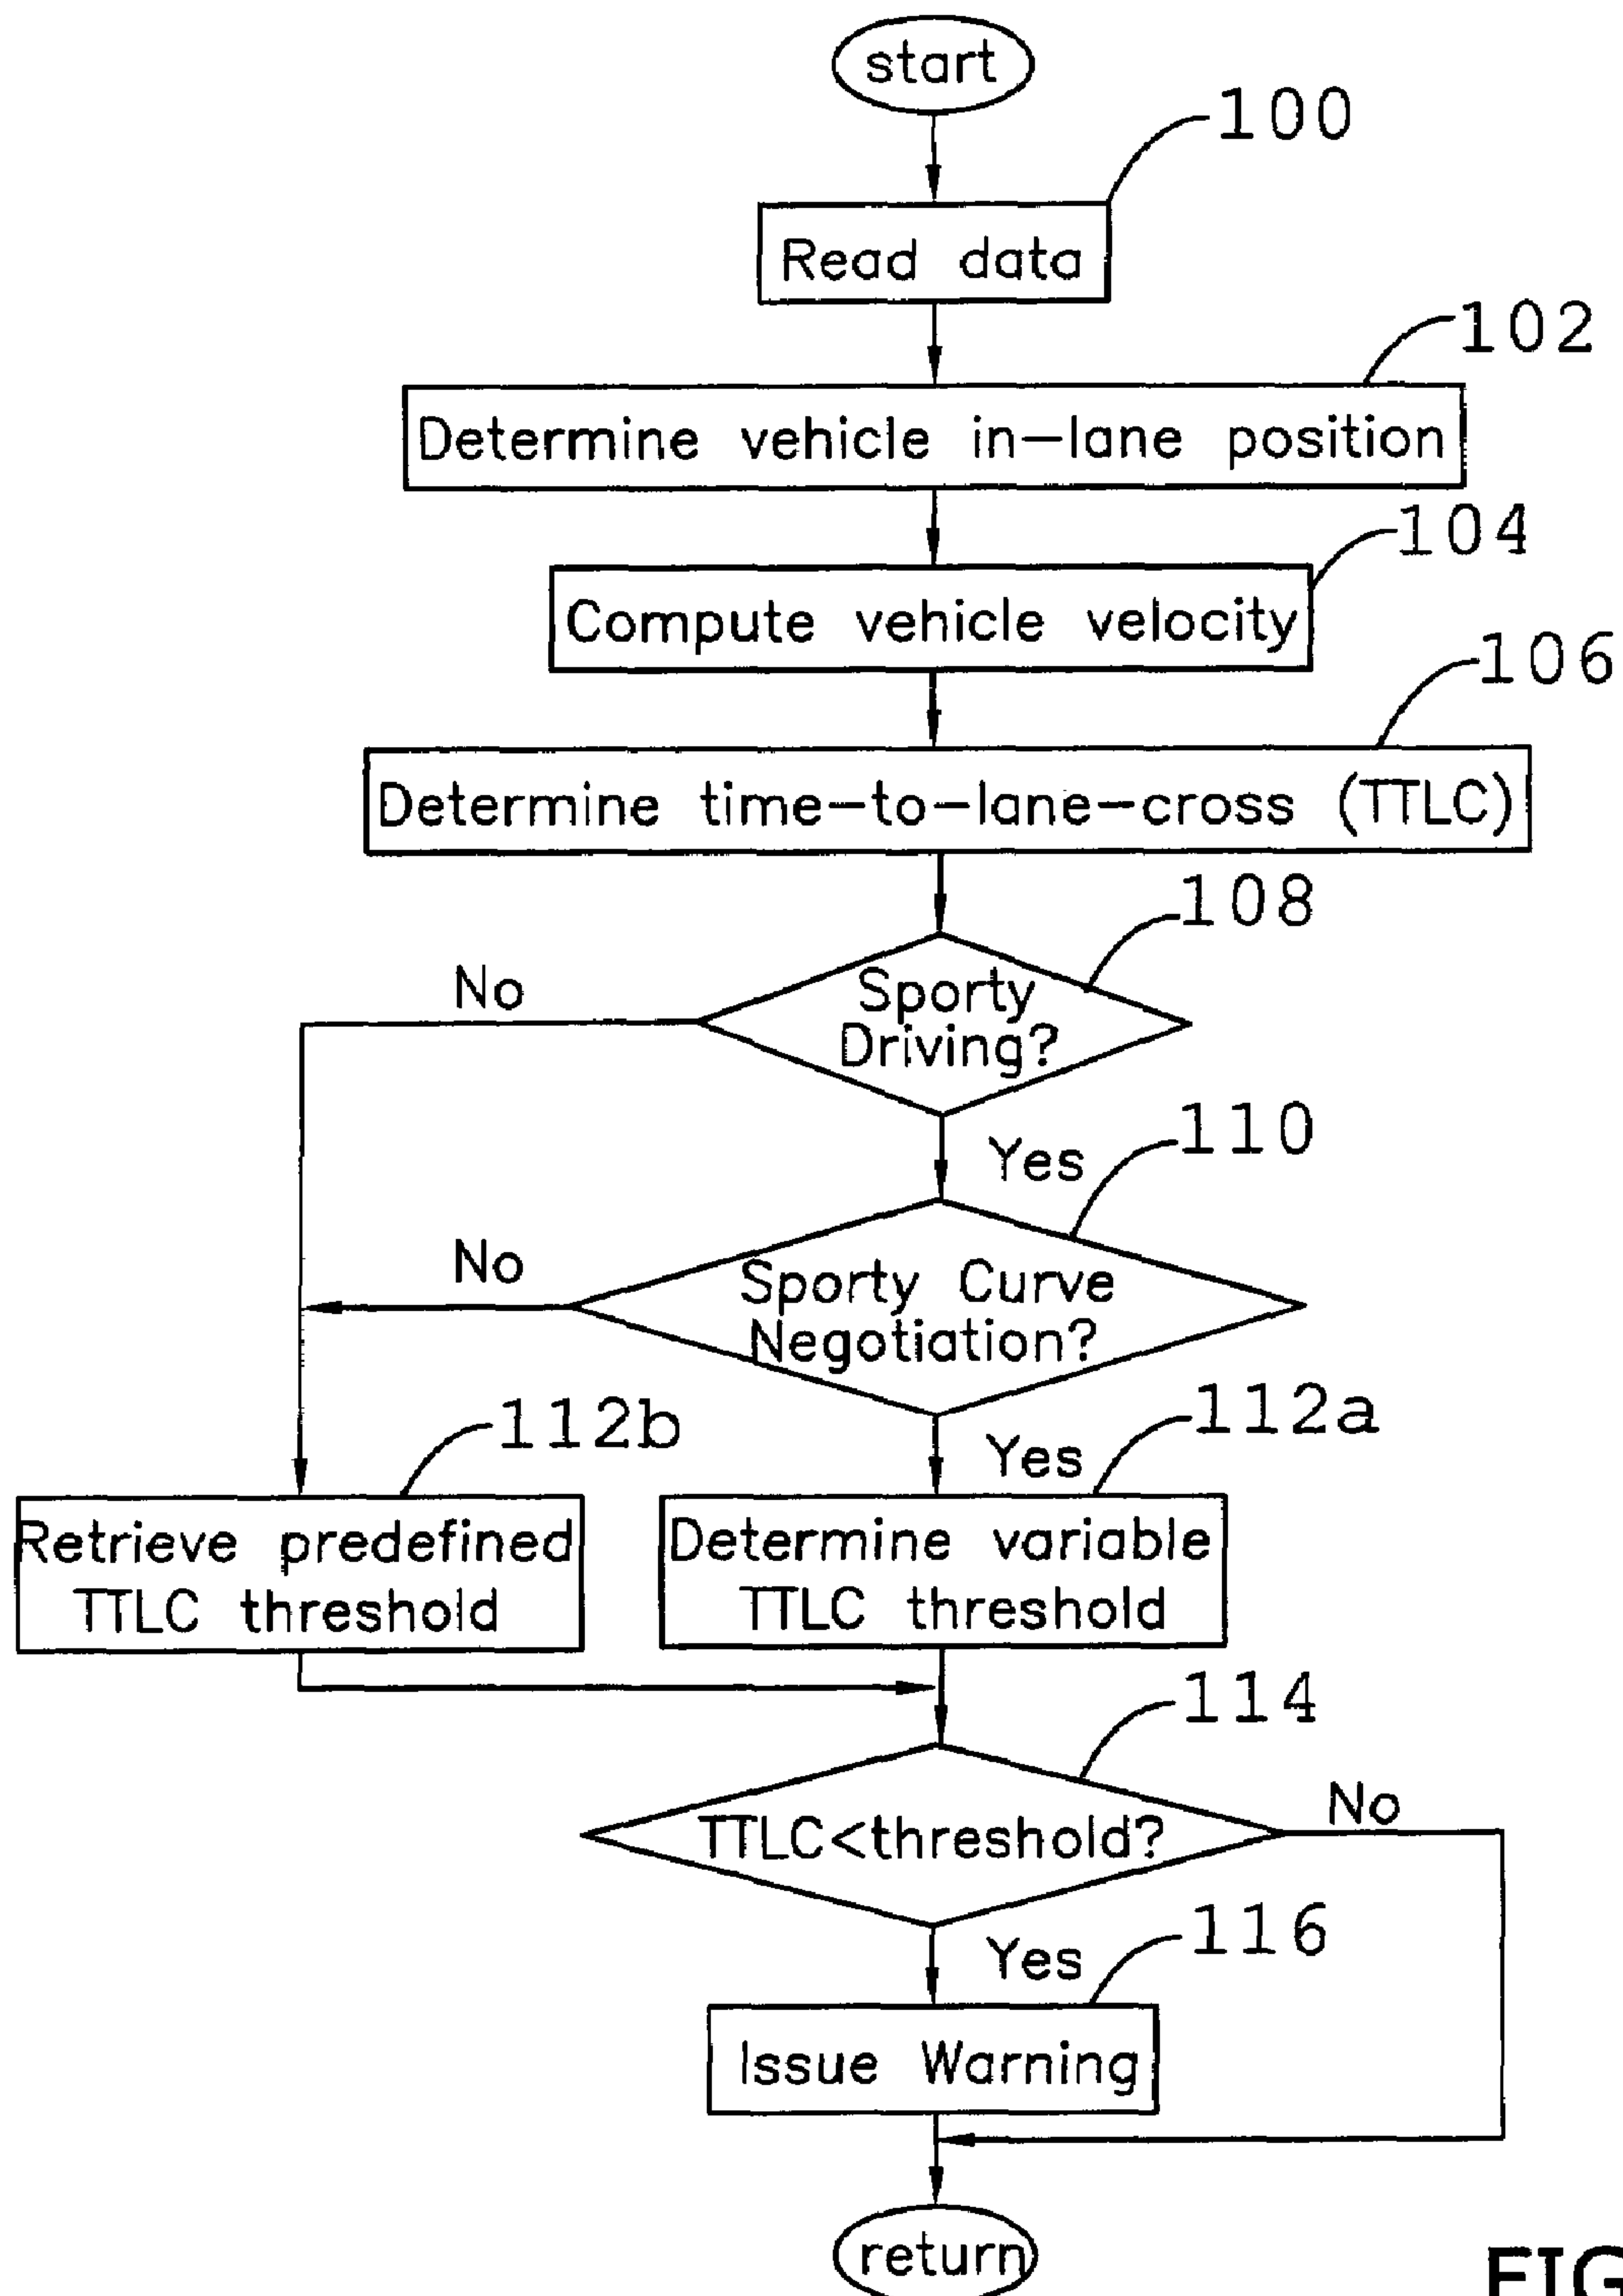 start
100
Read data
102
Determine vehicle in-lane position
104
Compute vehicle velocity
106
Determine time-to-lane-cross (TTLC)
108
No
Sporty
Driving?
Yes
110
No
Sporty Curve
Negotiation?
112b
112a
Yes
Retrieve predefined
TTLC threshold
Determine variable
TTLC threshold
114
No
TTLC<threshold?
116
Yes
Issue Warning
return
FIG